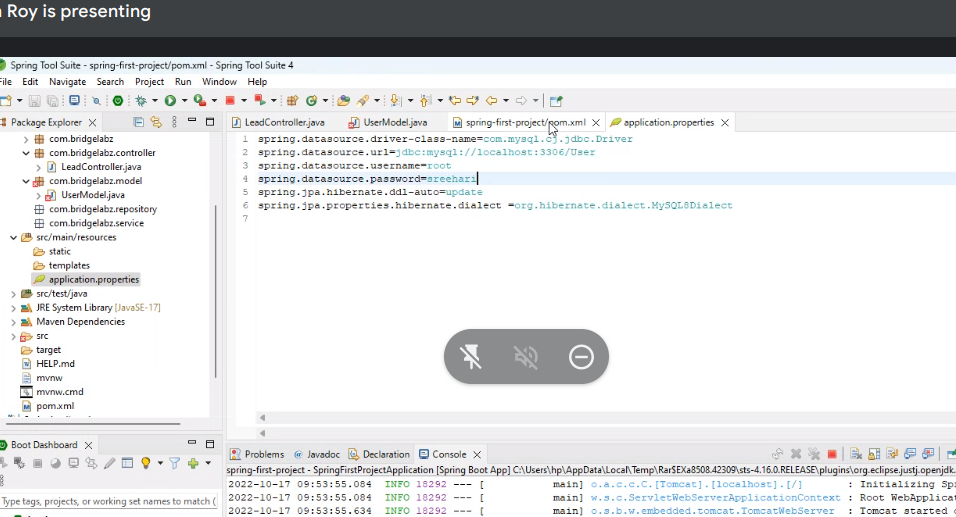 Roy is presenting
Spring Tool Suite - spring-first-project/pom.xml - Spring Tool Suite 4
File Edit Navigate Search Project Run Window Help
Package Explorer
LeadController.java UserModel.java spring-first-project/pom.xml application.properties
com.bridgelabz
com.bridgelabz.controller
LeadController.java
com.bridgelabz.model
UserModel.java
com.bridgelabz.repository
com.bridgelabz.service
src/main/resources
static
templates
application.properties
src/test/java
JRE System Library [JavaSE-17]
Maven Dependencies
src
target
HELP.md
mvnw
mvnw.cmd
pom.xml
1 spring.datasource.driver-class-name=com.mysql.cj.jdbc.Driver
2 spring.datasource.url=jdbc:mysql://localhost:3306/User
3 spring.datasource.username=root
4 spring.datasource.password=sreehari
5 spring.jpa.hibernate.ddl-auto=update
6 spring.jpa.properties.hibernate.dialect =org.hibernate.dialect.MySQL8Dialect
7
Boot Dashboard
Type tags, projects, or working set names to match (
Problems Javadoc Declaration Console
spring-first-project - SpringFirstProjectApplication [Spring Boot App] C:\Users\hp\AppData\Local\Temp\Rar$EXa8508.42309\sts-4.16.0.RELEASE\plugins\org.eclipse.justj.openjdk.
2022-10-17 09:53:55.084 INFO 18292 --- [ main] o.a.c.c.C.[Tomcat].[localhost].[/] : Initializing Spr
2022-10-17 09:53:55.084 INFO 18292 --- [ main] w.s.c.ServletWebServerApplicationContext : Root WebApplicat
2022-10-17 09:53:55.634 INFO 18292 --- [ main] o.s.b.w.embedded.tomcat.TomcatWebServer : Tomcat started o